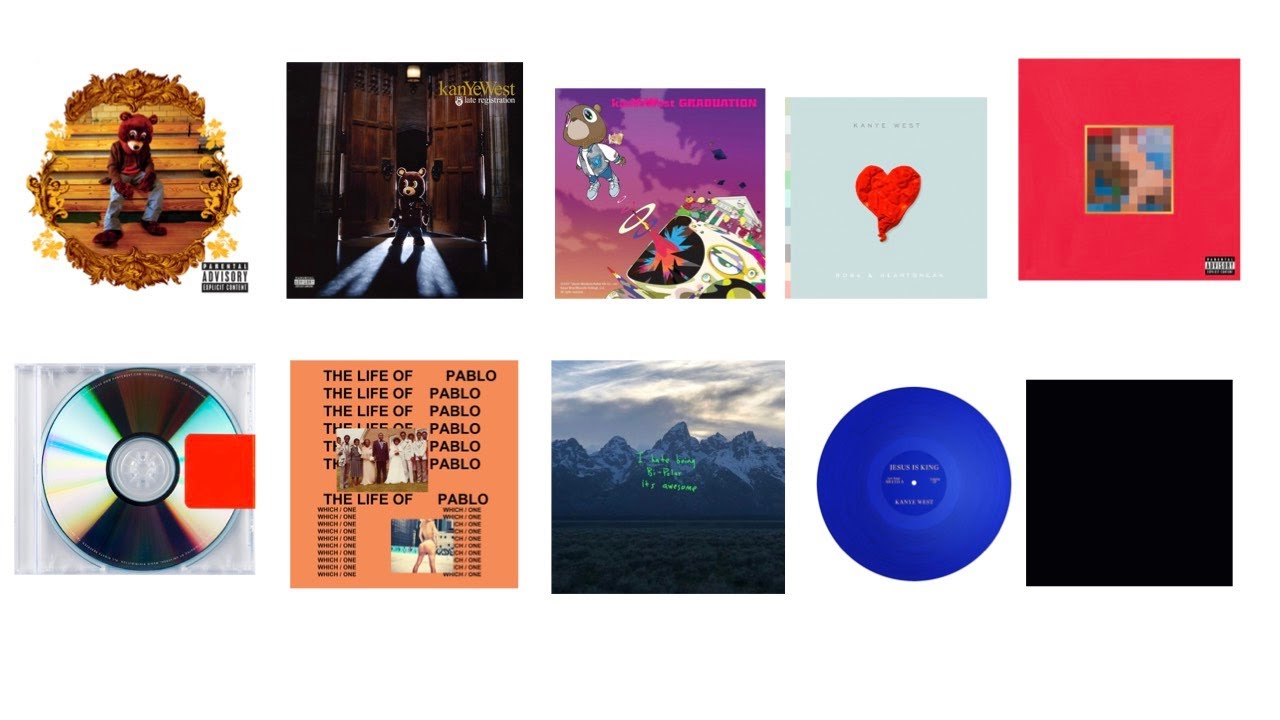 PARENTAL
ADVISORY
EXPLICIT CONTENT
kanYeWest
late registration
PARENTAL
ADVISORY
EXPLICIT CONTENT
kanYeWest GRADUATION
KANYE WEST
808s & HEARTBREAK
PARENTAL
ADVISORY
EXPLICIT CONTENT
THE LIFE OF PABLO
THE LIFE OF PABLO
THE LIFE OF PABLO
THE LIFE OF PABLO
THE LIFE OF PABLO
THE LIFE OF PABLO
THE LIFE OF PABLO
WHICH / ONE WHICH / ONE
WHICH / ONE WHICH / ONE
WHICH / ONE WHICH / ONE
WHICH / ONE WHICH / ONE
WHICH / ONE WHICH / ONE
WHICH / ONE WHICH / ONE
WHICH / ONE WHICH / ONE
WHICH / ONE WHICH / ONE
WHICH / ONE WHICH / ONE
WHICH / ONE WHICH / ONE
I hate being
Bi-Polar
its awesome
JESUS IS KING
KANYE WEST